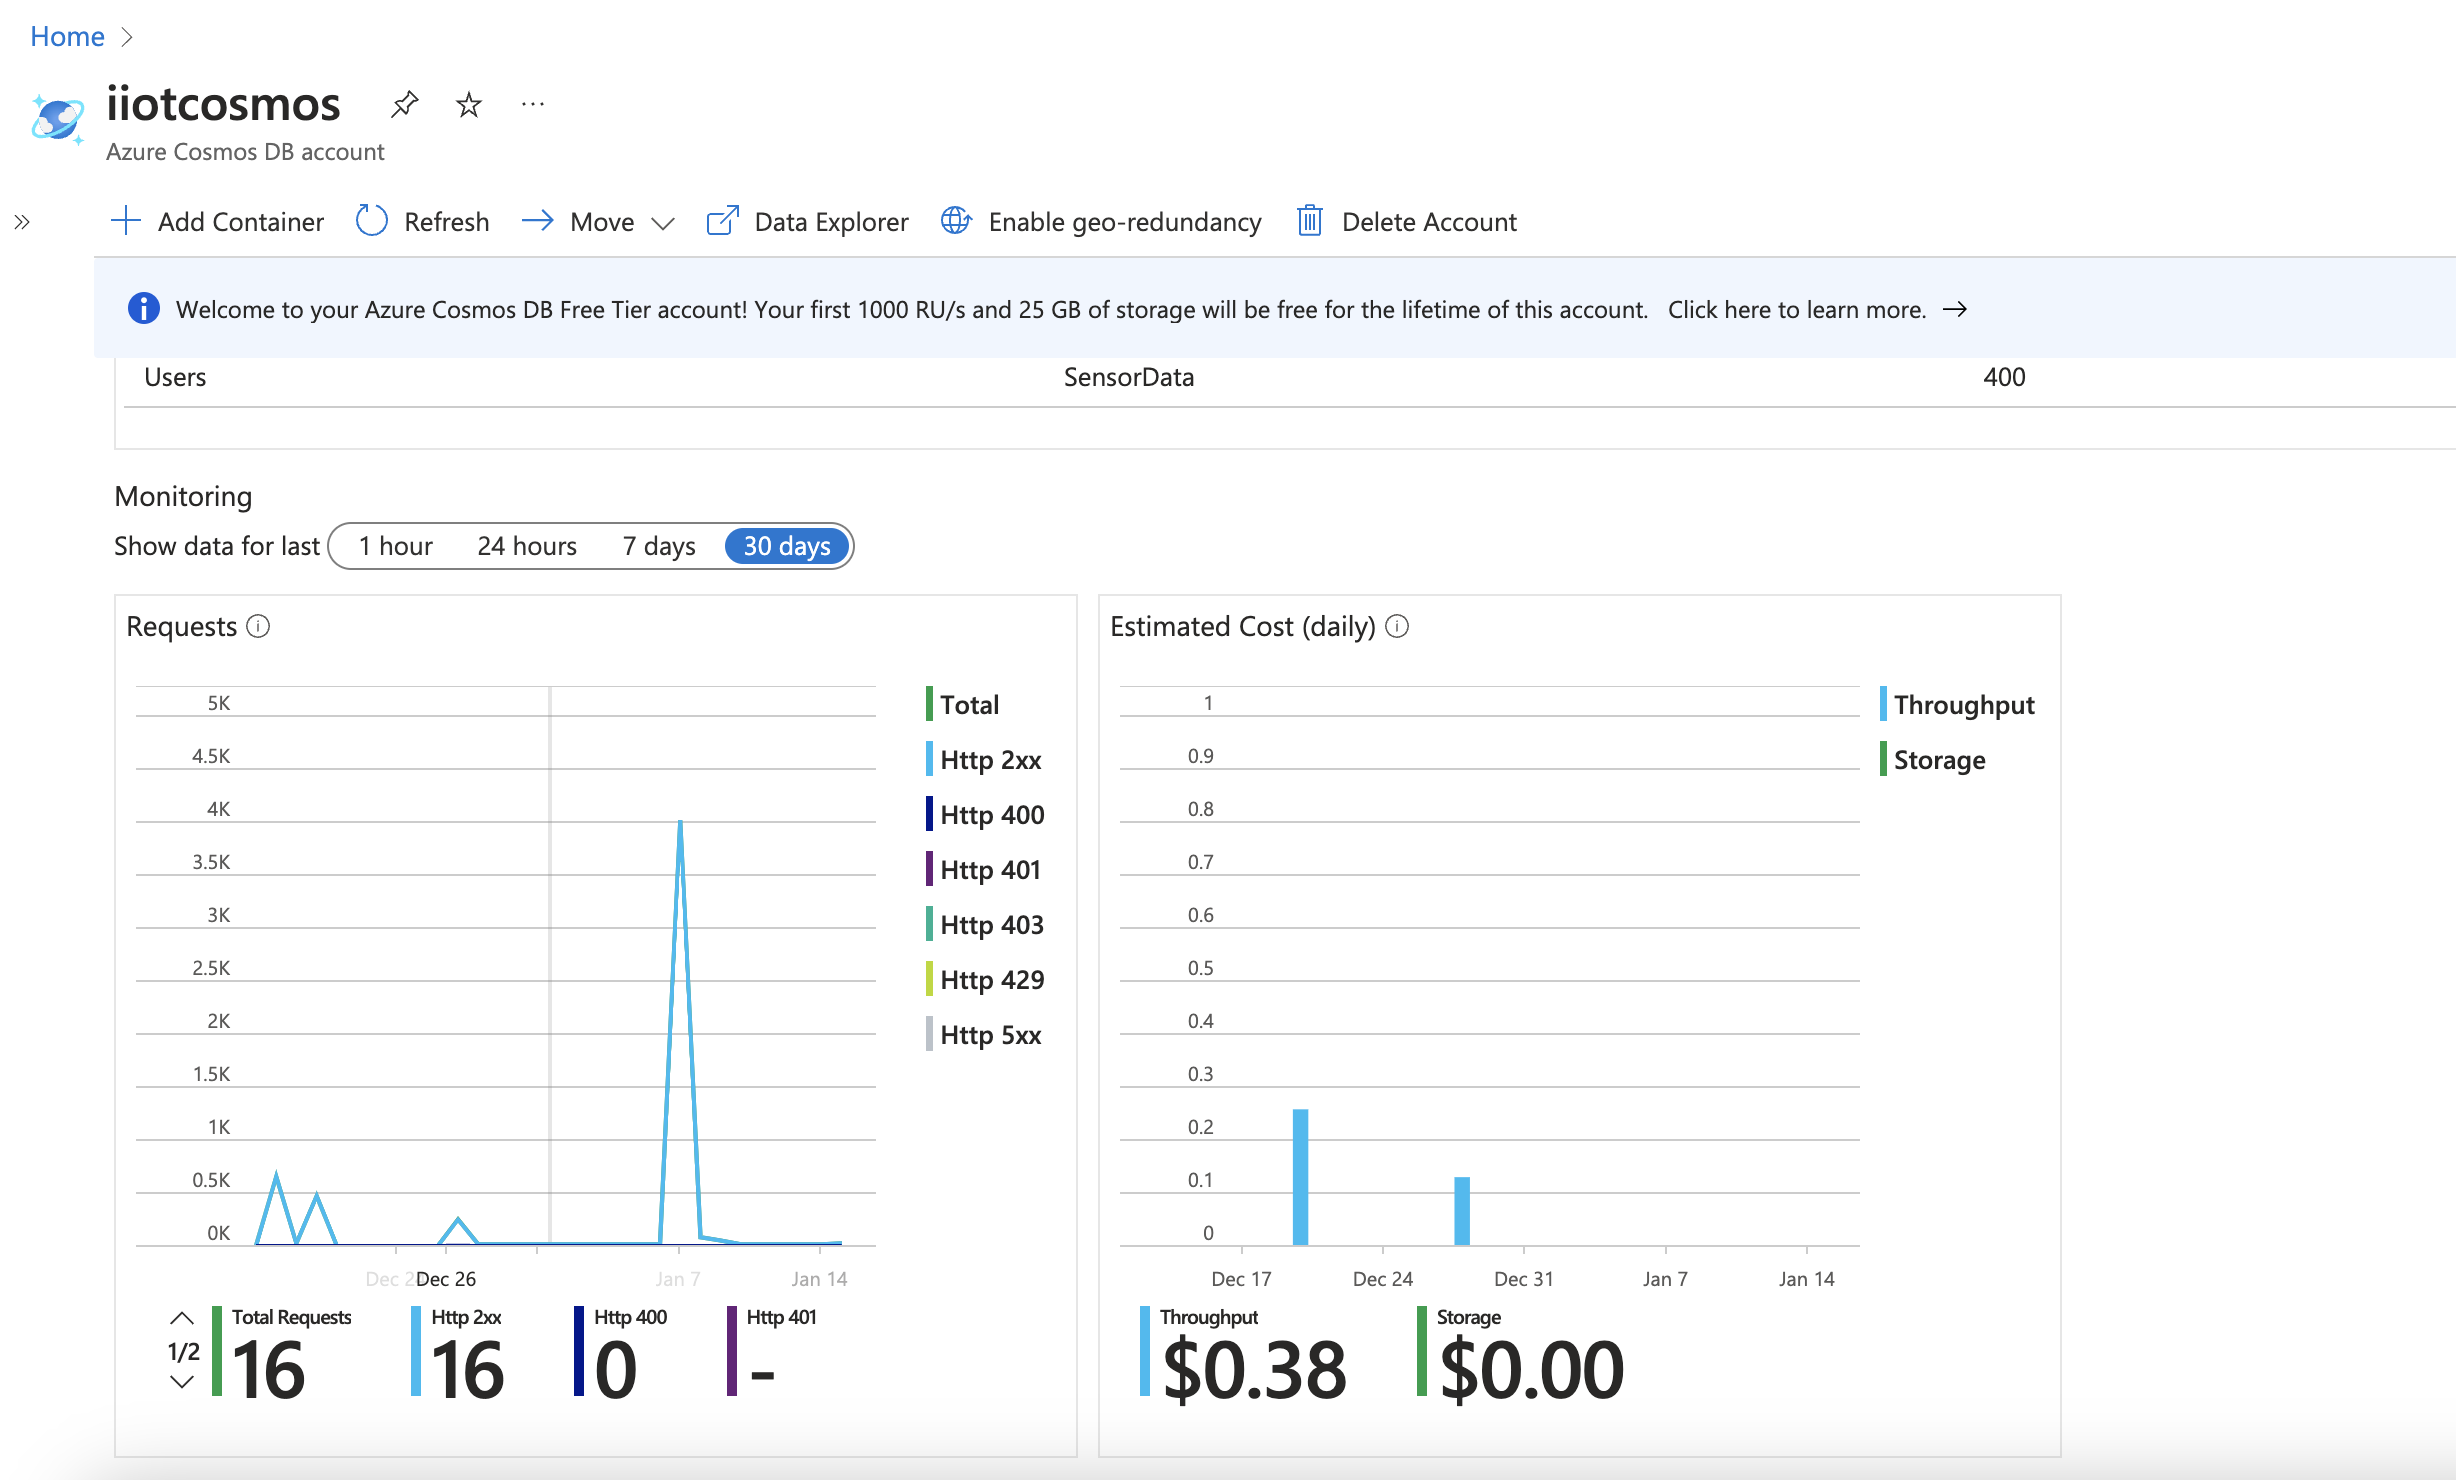 Home
iiotcosmos
...
Azure Cosmos DB account
Add Container Refresh Move Data Explorer Enable geo-redundancy Delete Account
Welcome to your Azure Cosmos DB Free Tier account! Your first 1000 RU/s and 25 GB of storage will be free for the lifetime of this account. Click here to learn more. →
Users SensorData 400
Monitoring
Show data for last 1 hour 24 hours 7 days 30 days
Requests
5K
4.5K
4K
3.5K
3K
2.5K
2K
1.5K
1K
0.5K
0K
Dec 26 Jan 7 Jan 14
Total
Http 2xx
Http 400
Http 401
Http 403
Http 429
Http 5xx
1/2
Total Requests
16
Http 2xx
16
Http 400
0
Http 401
-
Estimated Cost (daily)
1
0.9
0.8
0.7
0.6
0.5
0.4
0.3
0.2
0.1
0
Dec 17 Dec 24 Dec 31 Jan 7 Jan 14
Throughput
Storage
Throughput
$0.38
Storage
$0.00